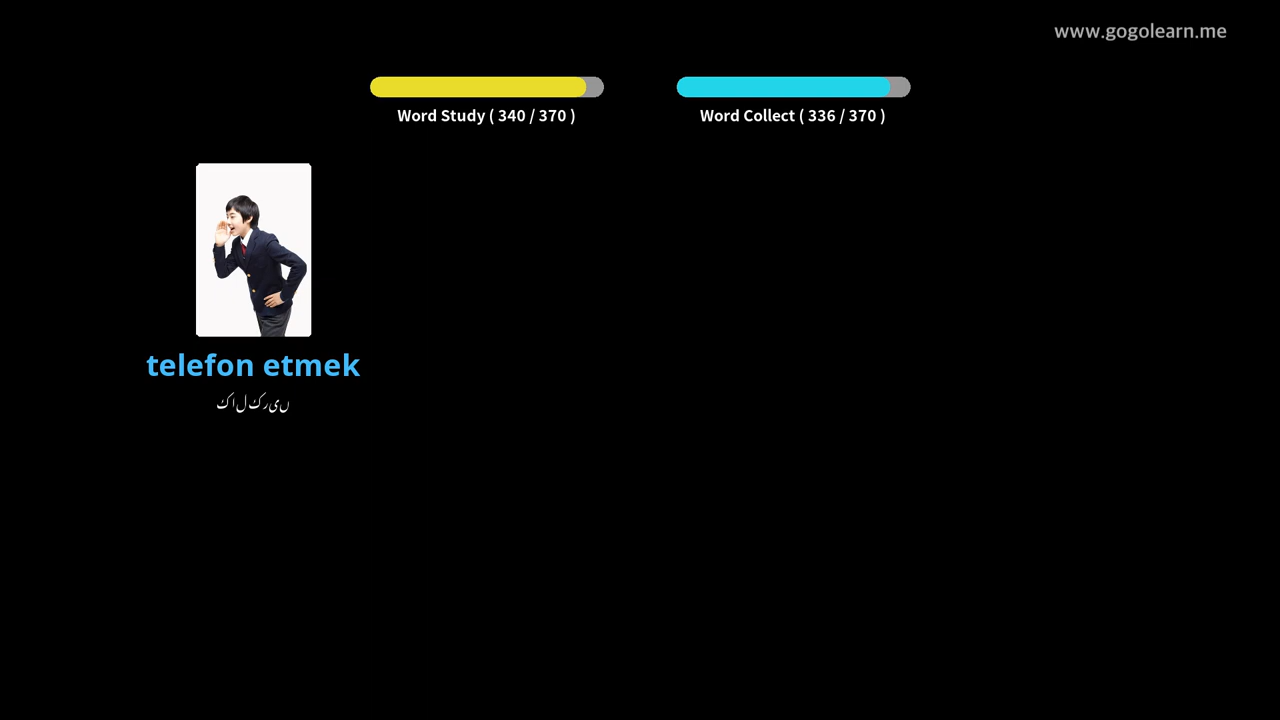 www.gogolearn.me
Word Study ( 340 / 370 )
Word Collect ( 336 / 370 )
telefon etmek
کال کریں